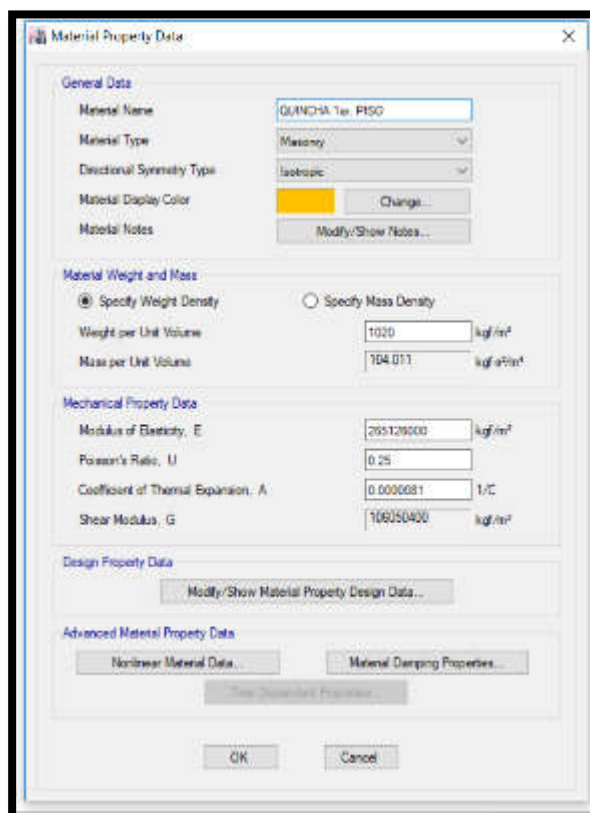 Material Property Data
General Data
Material Name QUINCHA 1er. PISO
Material Type Masonry
Directional Symmetry Type Isotropic
Material Display Color Change...
Material Notes Modify/Show Notes...
Material Weight and Mass
Specify Weight Density Specify Mass Density
Weight per Unit Volume 1020 kgf/m³
Mass per Unit Volume 104.011 kgf-s²/m⁴
Mechanical Property Data
Modulus of Elasticity, E 265126000 kgf/m²
Poisson's Ratio, U 0.25
Coefficient of Thermal Expansion, A 0.0000081 1/C
Shear Modulus, G 106050400 kgf/m²
Design Property Data
Modify/Show Material Property Design Data...
Advanced Material Property Data
Nonlinear Material Data... Material Damping Properties...
Time Dependent Properties...
OK Cancel